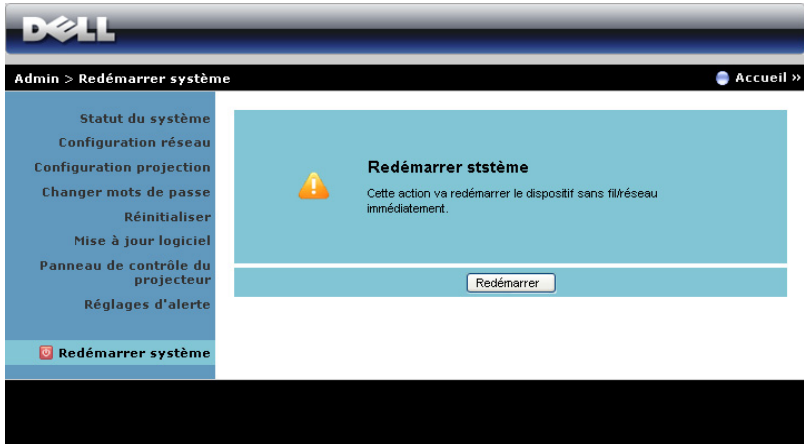 DELL
Admin > Redémarrer système
Accueil »
Statut du système
Configuration réseau
Configuration projection
Changer mots de passe
Réinitialiser
Mise à jour logiciel
Panneau de contrôle du
projecteur
Réglages d'alerte
Redémarrer système
Redémarrer ststème
Cette action va redémarrer le dispositif sans fil/réseau
immédiatement.
Redémarrer